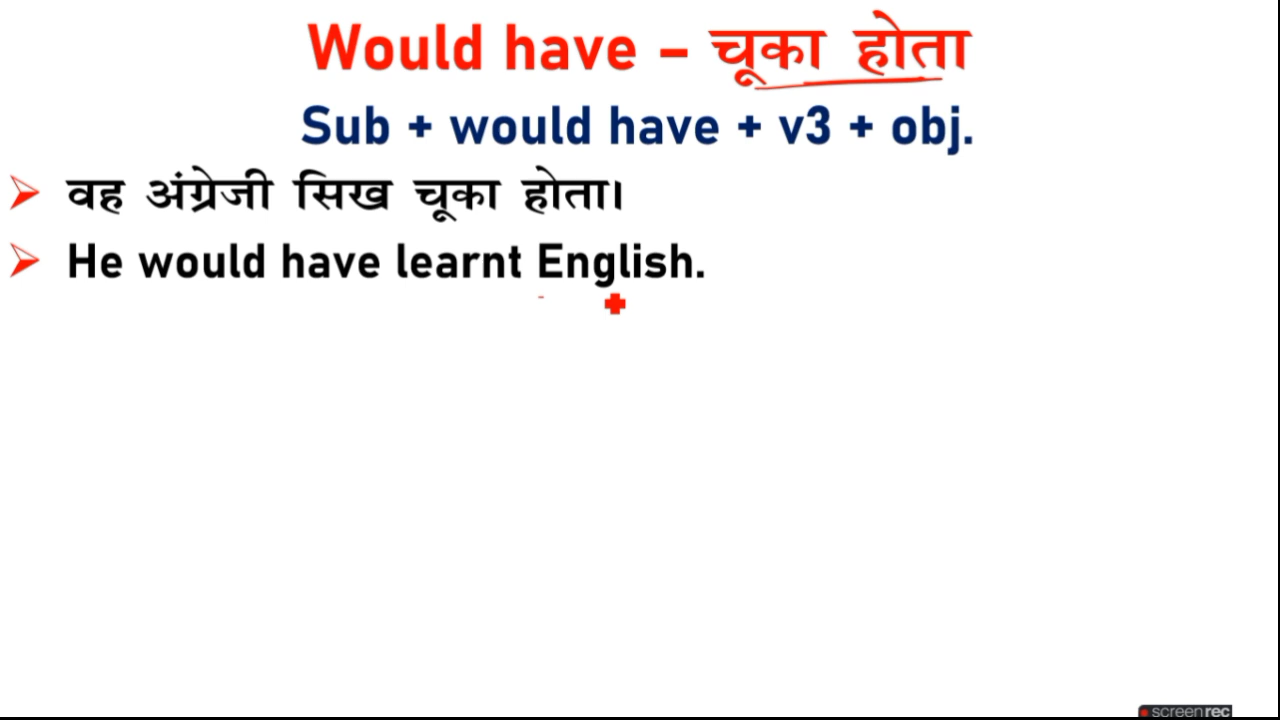 Would have – चूका होता
Sub + would have + v3 + obj.
वह अंग्रेजी सिख चूका होता।
He would have learnt English.
screenrec